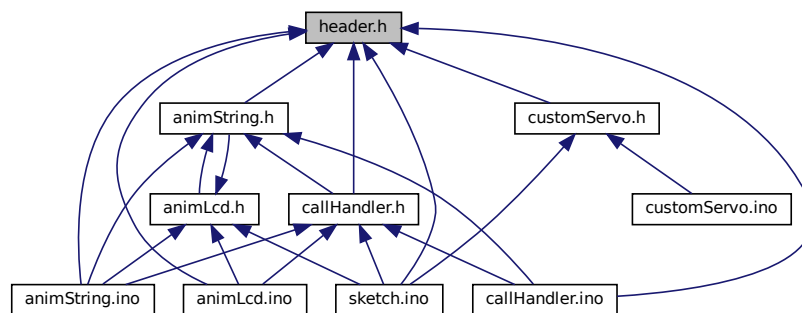 header.h
animString.h
customServo.h
animLcd.h
callHandler.h
customServo.ino
animString.ino
animLcd.ino
sketch.ino
callHandler.ino